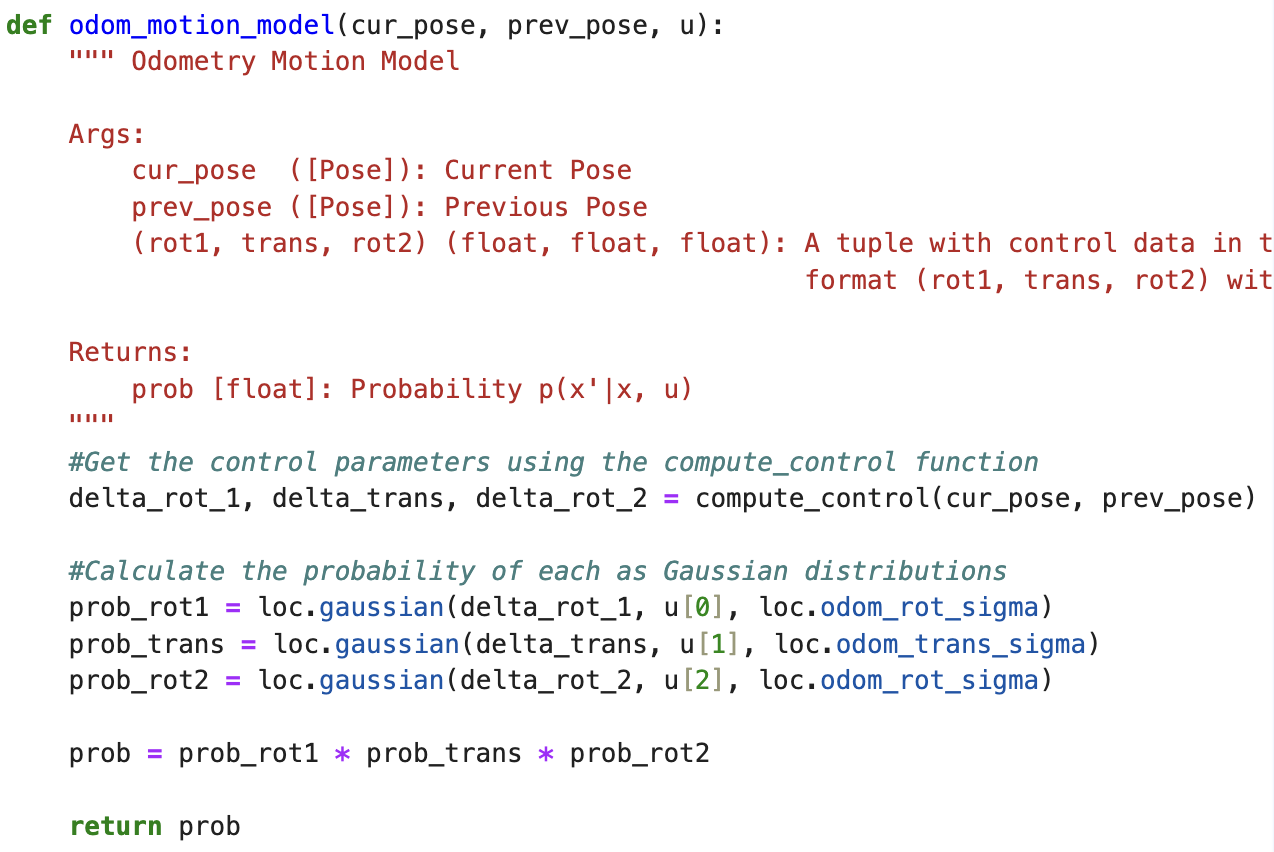 def odom_motion_model(cur_pose, prev_pose, u):
    """ Odometry Motion Model

    Args:
        cur_pose  ([Pose]): Current Pose
        prev_pose ([Pose]): Previous Pose
        (rot1, trans, rot2) (float, float, float): A tuple with control data in t
                                                   format (rot1, trans, rot2) wit

    Returns:
        prob [float]: Probability p(x'|x, u)
    """
    #Get the control parameters using the compute_control function
    delta_rot_1, delta_trans, delta_rot_2 = compute_control(cur_pose, prev_pose)

    #Calculate the probability of each as Gaussian distributions
    prob_rot1 = loc.gaussian(delta_rot_1, u[0], loc.odom_rot_sigma)
    prob_trans = loc.gaussian(delta_trans, u[1], loc.odom_trans_sigma)
    prob_rot2 = loc.gaussian(delta_rot_2, u[2], loc.odom_rot_sigma)

    prob = prob_rot1 * prob_trans * prob_rot2

    return prob